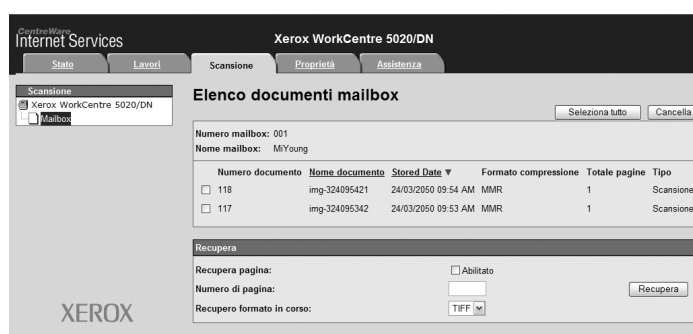 CentreWare
Internet Services
Xerox WorkCentre 5020/DN
Stato
Lavori
Scansione
Proprietà
Assistenza
Scansione
Xerox WorkCentre 5020/DN
Mailbox
Elenco documenti mailbox
Seleziona tutto Cancella
Numero mailbox: 001
Nome mailbox: MiYoung
Numero documento Nome documento Stored Date ▼ Formato compressione Totale pagine Tipo
118 img-324095421 24/03/2050 09:54 AM MMR 1 Scansione
117 img-324095342 24/03/2050 09:53 AM MMR 1 Scansione
Recupera
Recupera pagina: Abilitato
Numero di pagina: Recupera
Recupero formato in corso: TIFF
XEROX